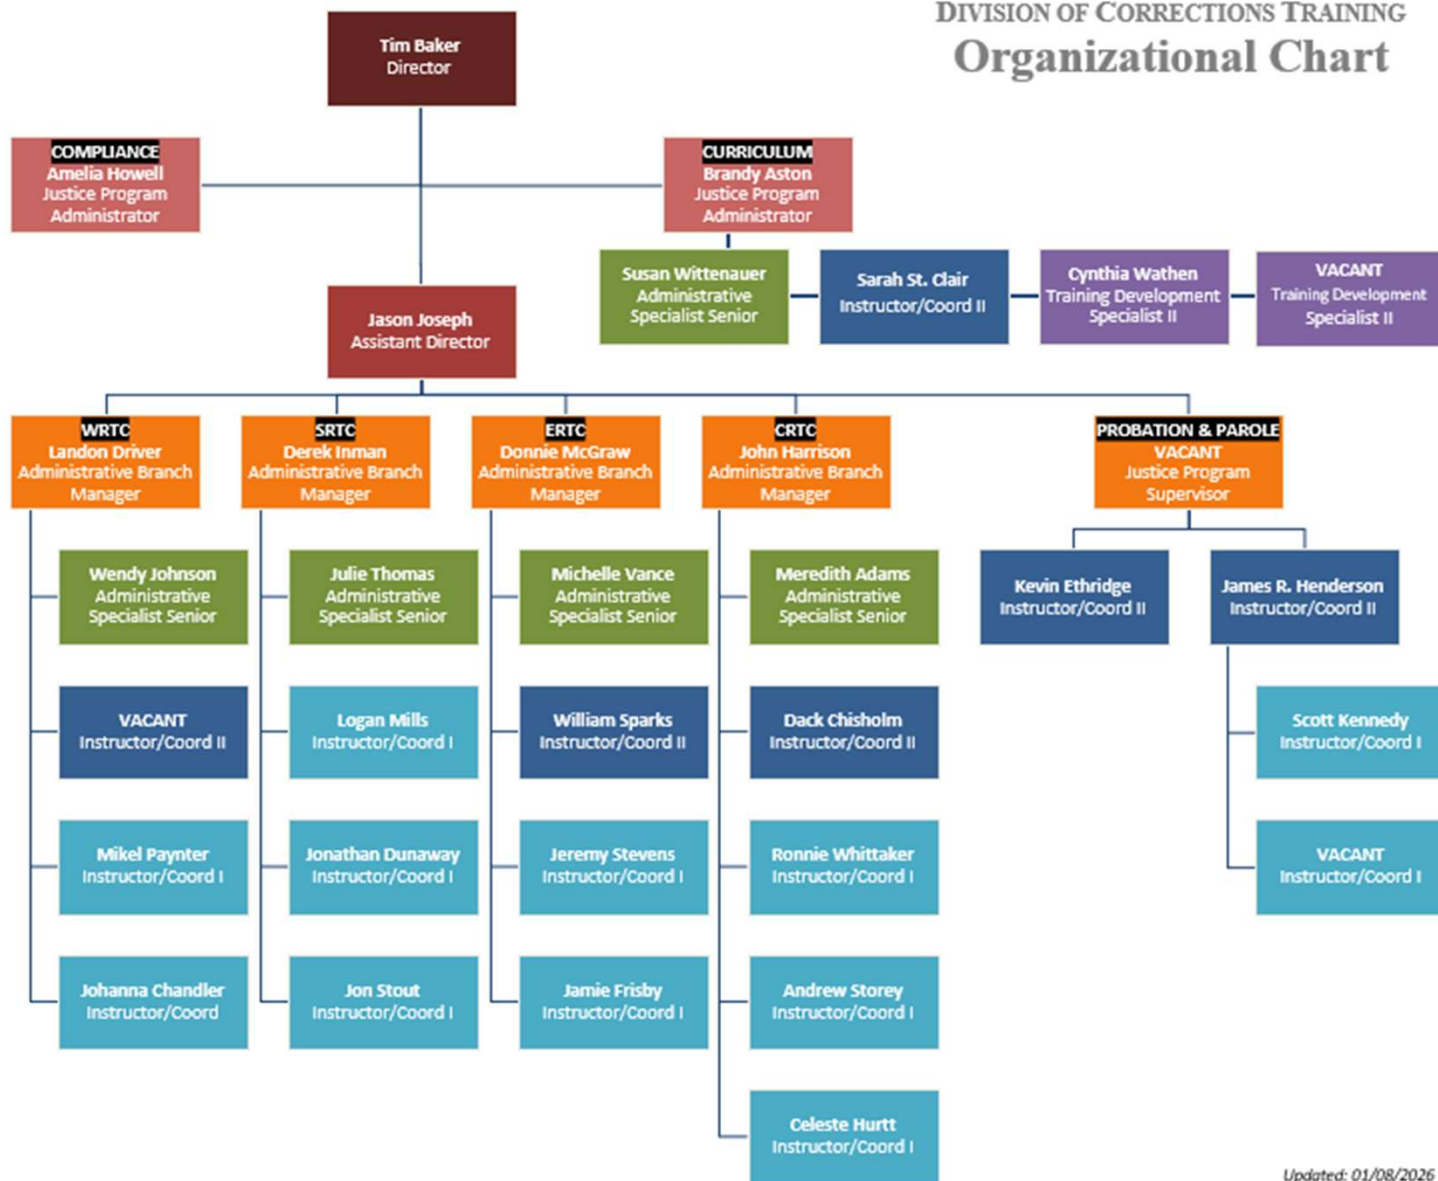 DIVISION OF CORRECTIONS TRAINING
Organizational Chart
Tim Baker
Director
COMPLIANCE
Amelia Howell
Justice Program
Administrator
CURRICULUM
Brandy Aston
Justice Program
Administrator
Susan Wittenauer
Administrative
Specialist Senior
Sarah St. Clair
Instructor/Coord II
Cynthia Wathen
Training Development
Specialist II
VACANT
Training Development
Specialist II
Jason Joseph
Assistant Director
WRTC
Landon Driver
Administrative Branch
Manager
SRTC
Derek Inman
Administrative Branch
Manager
ERTC
Donnie McGraw
Administrative Branch
Manager
CRTC
John Harrison
Administrative Branch
Manager
PROBATION & PAROLE
VACANT
Justice Program
Supervisor
Wendy Johnson
Administrative
Specialist Senior
Julie Thomas
Administrative
Specialist Senior
Michelle Vance
Administrative
Specialist Senior
Meredith Adams
Administrative
Specialist Senior
Kevin Ethridge
Instructor/Coord II
James R. Henderson
Instructor/Coord II
VACANT
Instructor/Coord II
Logan Mills
Instructor/Coord I
William Sparks
Instructor/Coord II
Dack Chisholm
Instructor/Coord II
Scott Kennedy
Instructor/Coord I
Mikel Paynter
Instructor/Coord I
Jonathan Dunaway
Instructor/Coord I
Jeremy Stevens
Instructor/Coord I
Ronnie Whittaker
Instructor/Coord I
VACANT
Instructor/Coord I
Johanna Chandler
Instructor/Coord
Jon Stout
Instructor/Coord I
Jamie Frisby
Instructor/Coord I
Andrew Storey
Instructor/Coord I
Celeste Hurtt
Instructor/Coord I
Updated: 01/08/2026